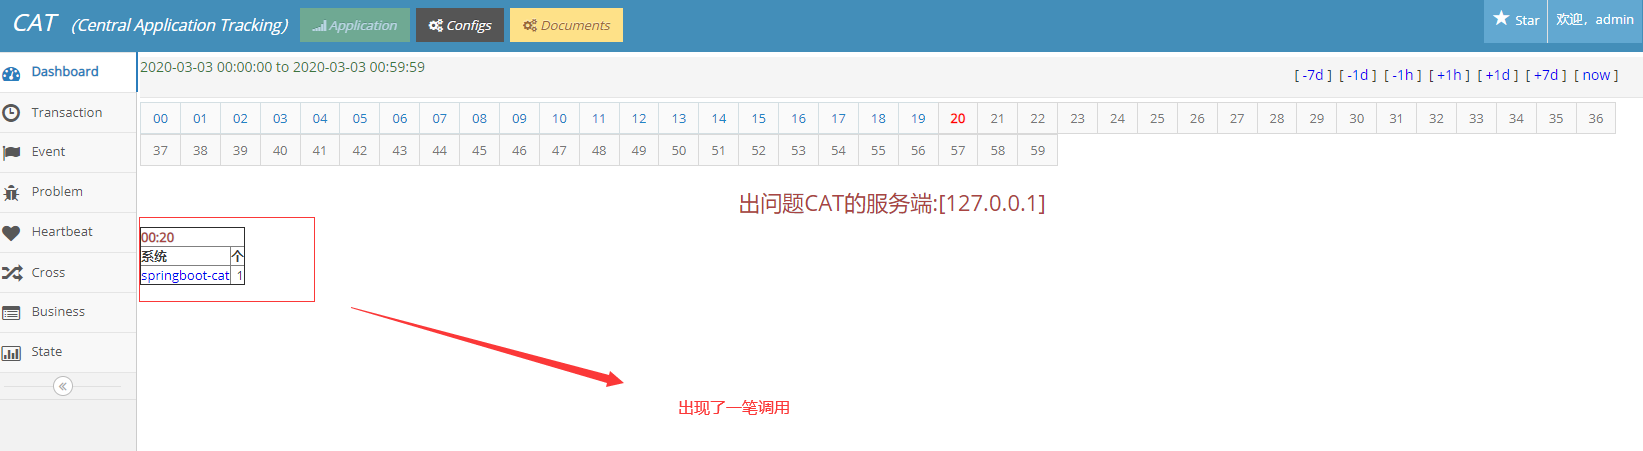 CAT (Central Application Tracking) Application Configs Documents ★ Star 欢迎，admin
Dashboard
Transaction
Event
Problem
Heartbeat
Cross
Business
State
2020-03-03 00:00:00 to 2020-03-03 00:59:59 [ -7d ] [ -1d ] [ -1h ] [ +1h ] [ +1d ] [ +7d ] [ now ]
00 01 02 03 04 05 06 07 08 09 10 11 12 13 14 15 16 17 18 19 20 21 22 23 24 25 26 27 28 29 30 31 32 33 34 35 36
37 38 39 40 41 42 43 44 45 46 47 48 49 50 51 52 53 54 55 56 57 58 59
出问题CAT的服务端:[127.0.0.1]
00:20
系统 个
springboot-cat 1
出现了一笔调用